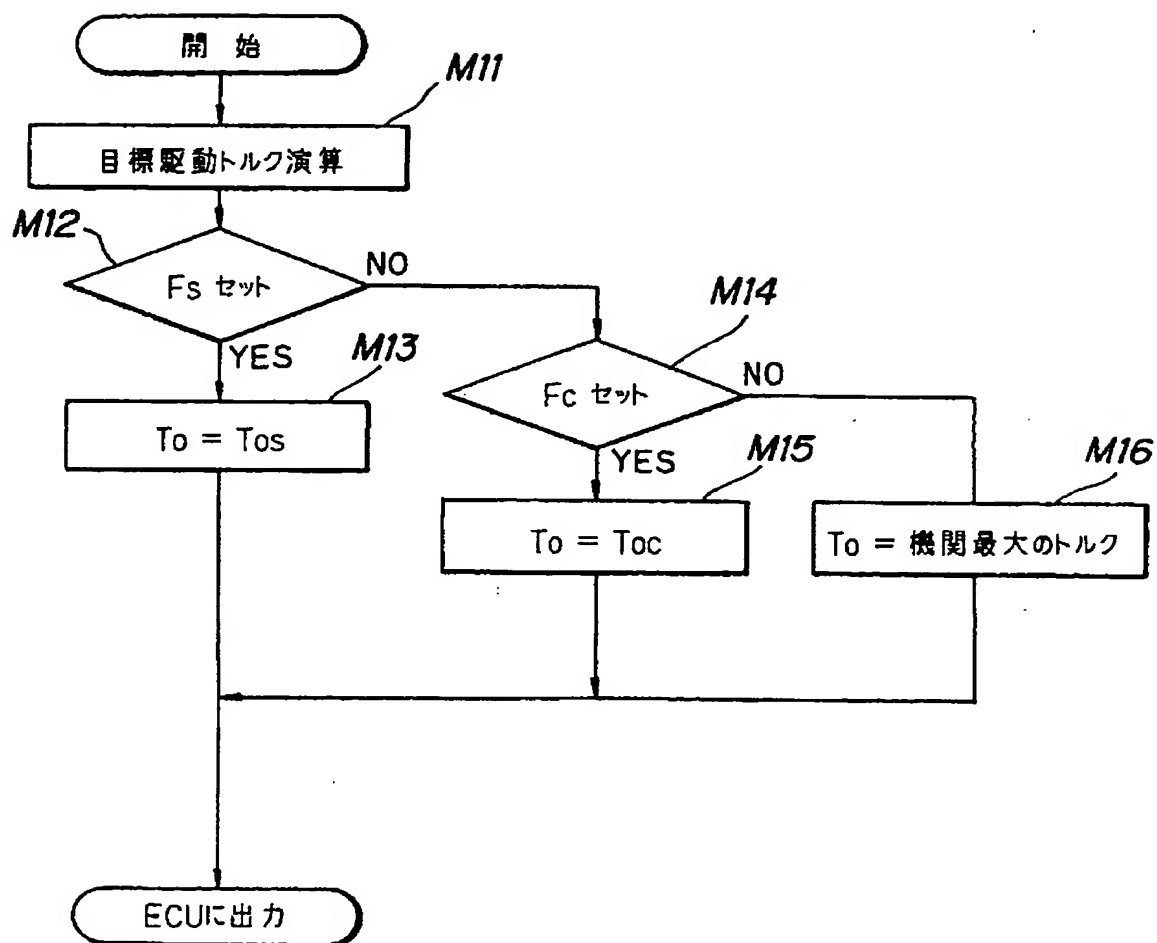 開始
M11
目標駆動トルク演算
M12
Fs セット
NO
YES
M13
To = Tos
M14
Fc セット
NO
YES
M15
To = Toc
M16
To = 機関最大のトルク
ECUに出力